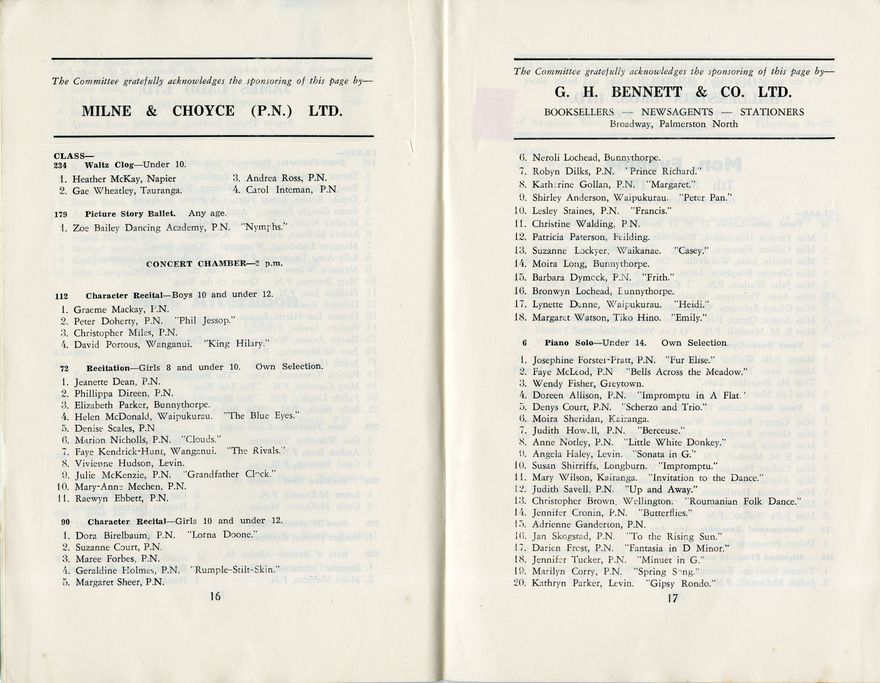 The Committee gratefully acknowledges the sponsoring of this page by—
MILNE & CHOYCE (P.N.) LTD.
CLASS—
234 Waltz Clog—Under 10.
1. Heather McKay, Napier
2. Gae Wheatley, Tauranga.
3. Andrea Ross, P.N.
4. Carol Inteman, P.N.
179 Picture Story Ballet. Any age.
1. Zoe Bailey Dancing Academy, P.N. "Nymphs."
CONCERT CHAMBER—2 p.m.
112 Character Recital—Boys 10 and under 12.
1. Graeme Mackay, P.N.
2. Peter Doherty, P.N. "Phil Jessop."
3. Christopher Miles, P.N.
4. David Portous, Wanganui. "King Hilary."
72 Recitation—Girls 8 and under 10. Own Selection.
1. Jeanette Dean, P.N.
2. Phillippa Direen, P.N.
3. Elizabeth Parker, Bunnythorpe.
4. Helen McDonald, Waipukurau. "The Blue Eyes."
5. Denise Scales, P.N
6. Marion Nicholls, P.N. "Clouds."
7. Faye Kendrick-Hunt, Wanganui. "The Rivals."
8. Vivienne Hudson, Levin.
9. Julie McKenzie, P.N. "Grandfather Clock."
10. Mary-Anne Mechen, P.N.
11. Raewyn Ebbett, P.N.
90 Character Recital—Girls 10 and under 12.
1. Dora Birelbaum, P.N. "Lorna Doone."
2. Suzanne Court, P.N.
3. Maree Forbes, P.N.
4. Geraldine Holmes, P.N. "Rumple-Stilt-Skin."
5. Margaret Sheer, P.N.
16
The Committee gratefully acknowledges the sponsoring of this page by—
G. H. BENNETT & CO. LTD.
BOOKSELLERS — NEWSAGENTS — STATIONERS
Broadway, Palmerston North
6. Neroli Lochead, Bunnythorpe.
7. Robyn Dilks, P.N. "Prince Richard."
8. Katherine Gollan, P.N. "Margaret."
9. Shirley Anderson, Waipukurau. "Peter Pan."
10. Lesley Staines, P.N. "Francis."
11. Christine Walding, P.N.
12. Patricia Paterson, Feilding.
13. Suzanne Lockyer, Waikanae. "Casey."
14. Moira Long, Bunnythorpe.
15. Barbara Dymock, P.N. "Frith."
16. Bronwyn Lochead, Bunnythorpe.
17. Lynette Dunne, Waipukurau. "Heidi."
18. Margaret Watson, Tiko Hino. "Emily."
6 Piano Solo—Under 14. Own Selection
1. Josephine Forster-Pratt, P.N. "Fur Elise."
2. Faye McLeod, P.N "Bells Across the Meadow."
3. Wendy Fisher, Greytown.
4. Doreen Allison, P.N. "Impromptu in A Flat."
5. Denys Court, P.N. "Scherzo and Trio."
6. Moira Sheridan, Kairanga.
7. Judith Howell, P.N. "Berceuse."
8. Anne Notley, P.N. "Little White Donkey."
9. Angela Haley, Levin. "Sonata in G."
10. Susan Shirriffs, Longburn. "Impromptu."
11. Mary Wilson, Kairanga. "Invitation to the Dance."
12. Judith Savell, P.N. "Up and Away."
13. Christopher Brown, Wellington. "Roumanian Folk Dance."
14. Jennifer Cronin, P.N. "Butterflies."
15. Adrienne Ganderton, P.N.
16. Jan Skogstad, P.N. "To the Rising Sun."
17. Darien Frost, P.N. "Fantasia in D Minor."
18. Jennifer Tucker, P.N. "Minuet in G."
19. Marilyn Corry, P.N. "Spring Song."
20. Kathryn Parker, Levin. "Gipsy Rondo."
17